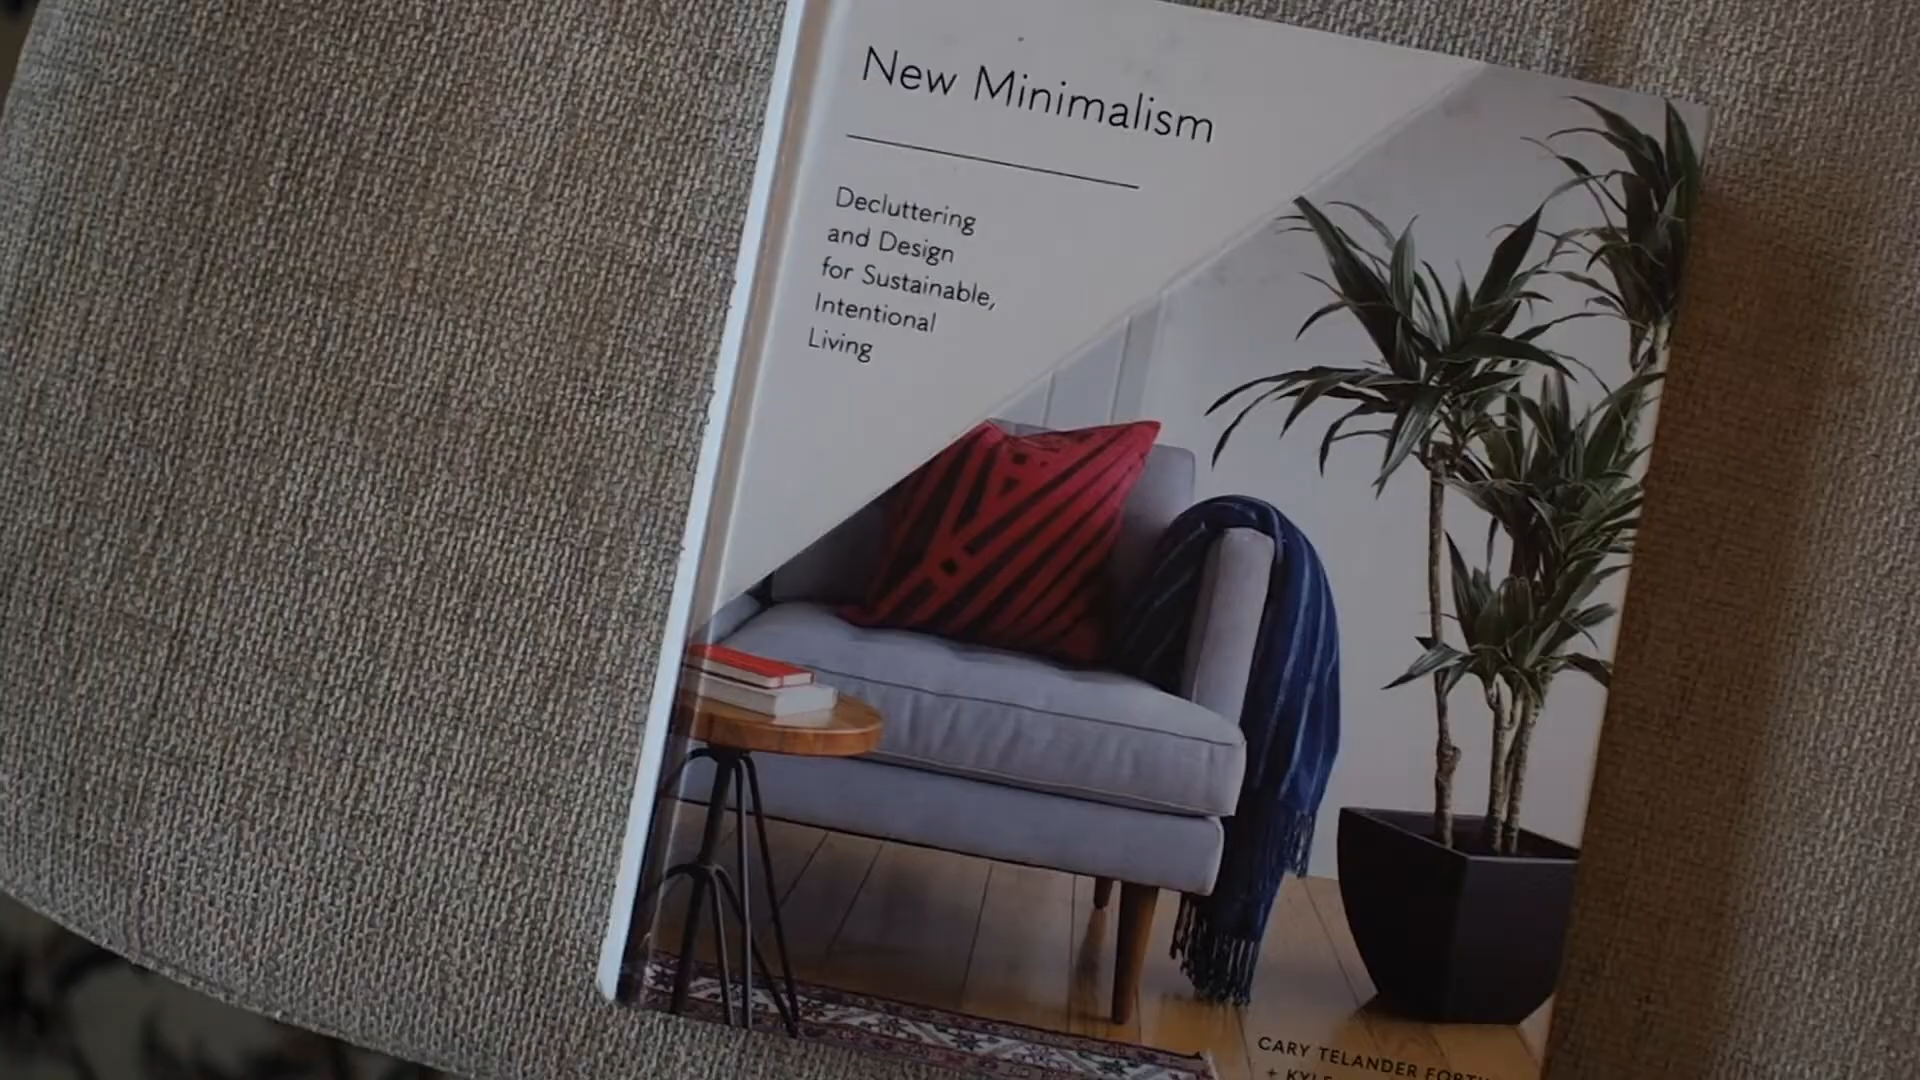 New Minimalism
Decluttering
and Design
for Sustainable,
Intentional
Living
CARY TELANDER
+